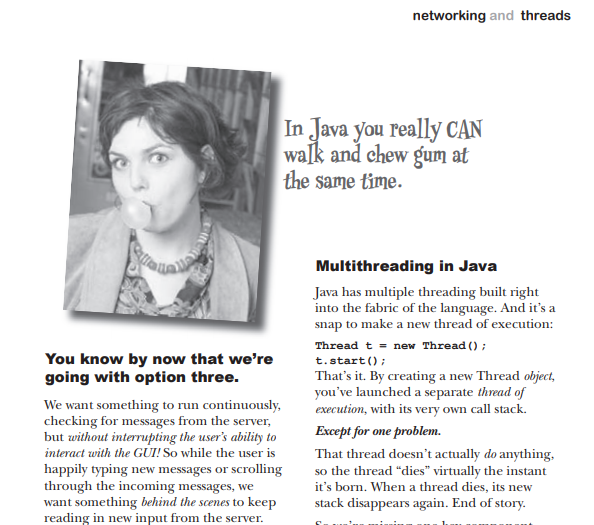 networking and threads
In Java you really CAN
walk and chew gum at
the same time.
You know by now that we're
going with option three.
We want something to run continuously,
checking for messages from the server,
but without interrupting the user's ability to
interact with the GUI! So while the user is
happily typing new messages or scrolling
through the incoming messages, we
want something behind the scenes to keep
reading in new input from the server.
Multithreading in Java
Java has multiple threading built right
into the fabric of the language. And it's a
snap to make a new thread of execution:
Thread t = new Thread();
t.start();
That's it. By creating a new Thread object,
you've launched a separate thread of
execution, with its very own call stack.
Except for one problem.
That thread doesn't actually do anything,
so the thread "dies" virtually the instant
it's born. When a thread dies, its new
stack disappears again. End of story.
So we're missing one key component